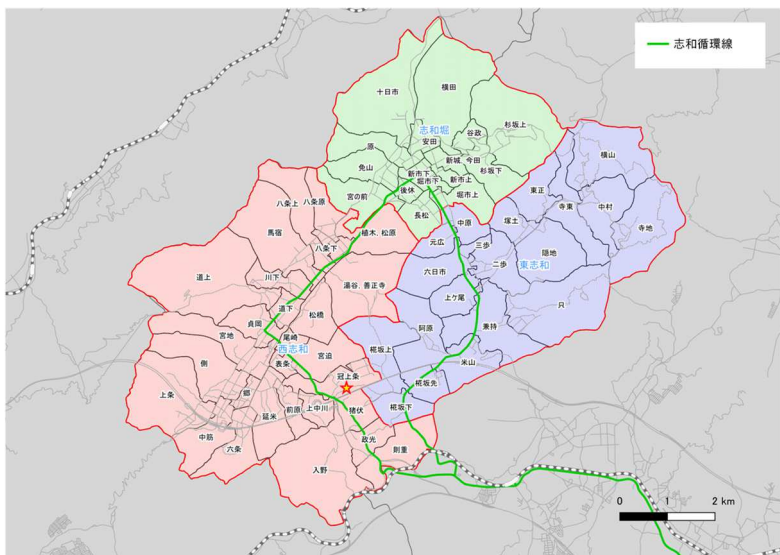 志和循環線
十日市
横田
杉坂上
志和堀
谷政
安田
原
新城、今田
免山
新市下
杉坂下
堀市下
新市上
後休
堀市上
宮の前
長松
横山
東正
中村
寺東
塚土
寺地
中原
三歩
元広
隠地
二歩
東志和
六日市
上ケ尾
只
兼持
阿原
椛坂上
米山
椛坂先
椛坂下
八条上
八条原
植木、松原
馬宿
八条下
道上
川下
湯谷、善正寺
道下
松橋
貞岡
尾崎
宮地
西志和
宮迫
側
表条
冠上条
上条
郷
前原
上中川
猪伏
延米
中筋
政光
六条
則重
入野
0 1 2 km